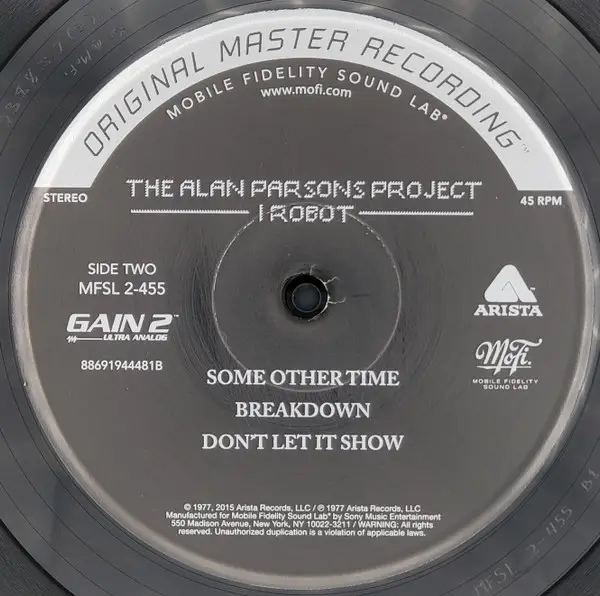 ORIGINAL MASTER RECORDING™
MOBILE FIDELITY SOUND LAB®
www.mofi.com
THE ALAN PARSONS PROJECT
I ROBOT
STEREO
45 RPM
SIDE TWO
MFSL 2-455
GAIN 2™
ULTRA ANALOG
88691944481B
ARISTA™
MoFi.
MOBILE FIDELITY
SOUND LAB
SOME OTHER TIME
BREAKDOWN
DON'T LET IT SHOW
© 1977, 2015 Arista Records, LLC / ℗ 1977 Arista Records, LLC
Manufactured for Mobile Fidelity Sound Lab® by Sony Music Entertainment
550 Madison Avenue, New York, NY 10022-3211 / WARNING: All rights
reserved. Unauthorized duplication is a violation of applicable laws.
MFSL 2-455 B1